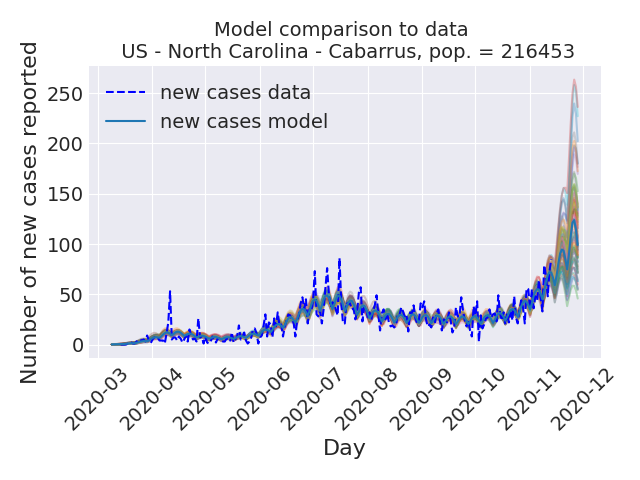 Model comparison to data
US - North Carolina - Cabarrus, pop. = 216453
Number of new cases reported
250
200
150
100
50
0
new cases data
new cases model
2020-03
2020-04
2020-05
2020-06
2020-07
2020-08
2020-09
2020-10
2020-11
2020-12
Day